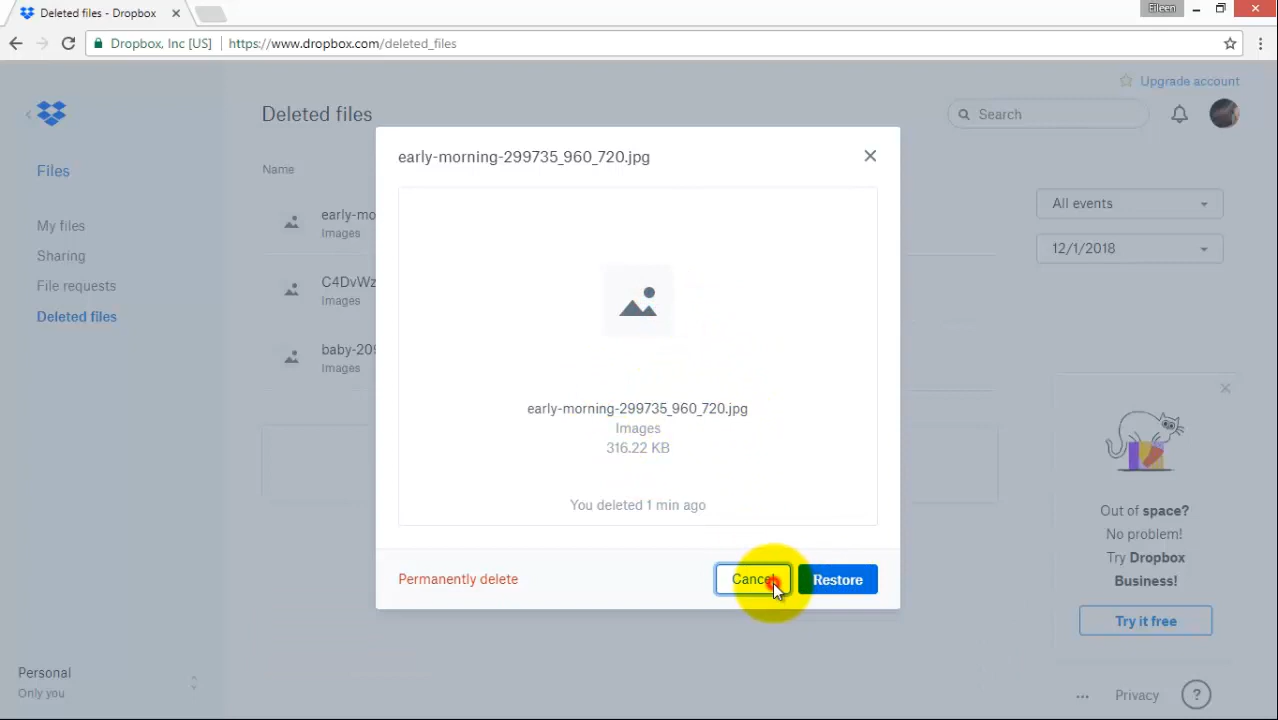 Deleted files - Dropbox
Eileen
Dropbox, Inc [US]
https://www.dropbox.com/deleted_files
Upgrade account
Deleted files
Search
Files
My files
Sharing
File requests
Deleted files
Name
early-mo
Images
C4DvWz
Images
baby-209
Images
All events
12/1/2018
early-morning-299735_960_720.jpg
early-morning-299735_960_720.jpg
Images
316.22 KB
You deleted 1 min ago
Permanently delete
Cancel
Restore
Out of space?
No problem!
Try Dropbox
Business!
Try it free
Personal
Only you
Privacy
?